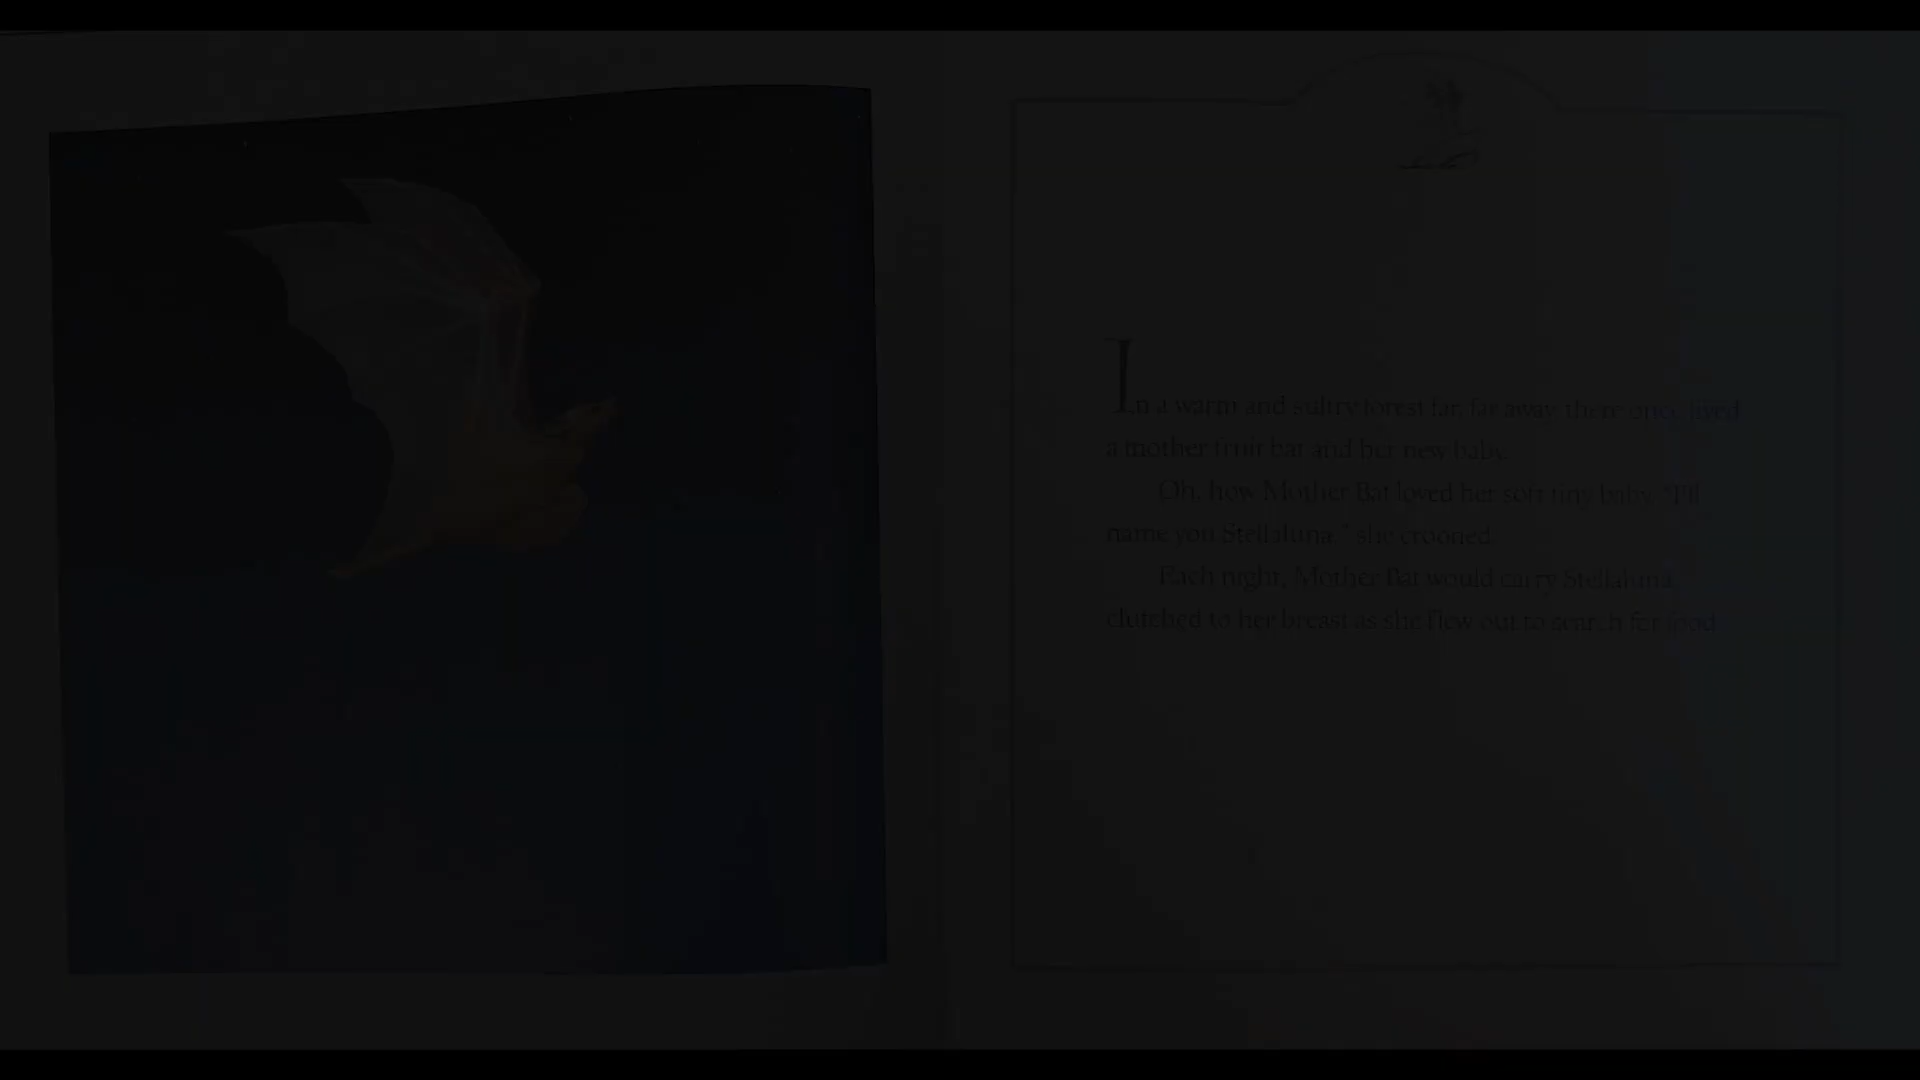 In a warm and sultry forest far, far away, there once lived
a mother fruit bat and her new baby.
Oh, how Mother Bat loved her soft tiny baby. "I'll
name you Stellaluna," she crooned.
Each night, Mother Bat would carry Stellaluna
clutched to her breast as she flew out to search for food.